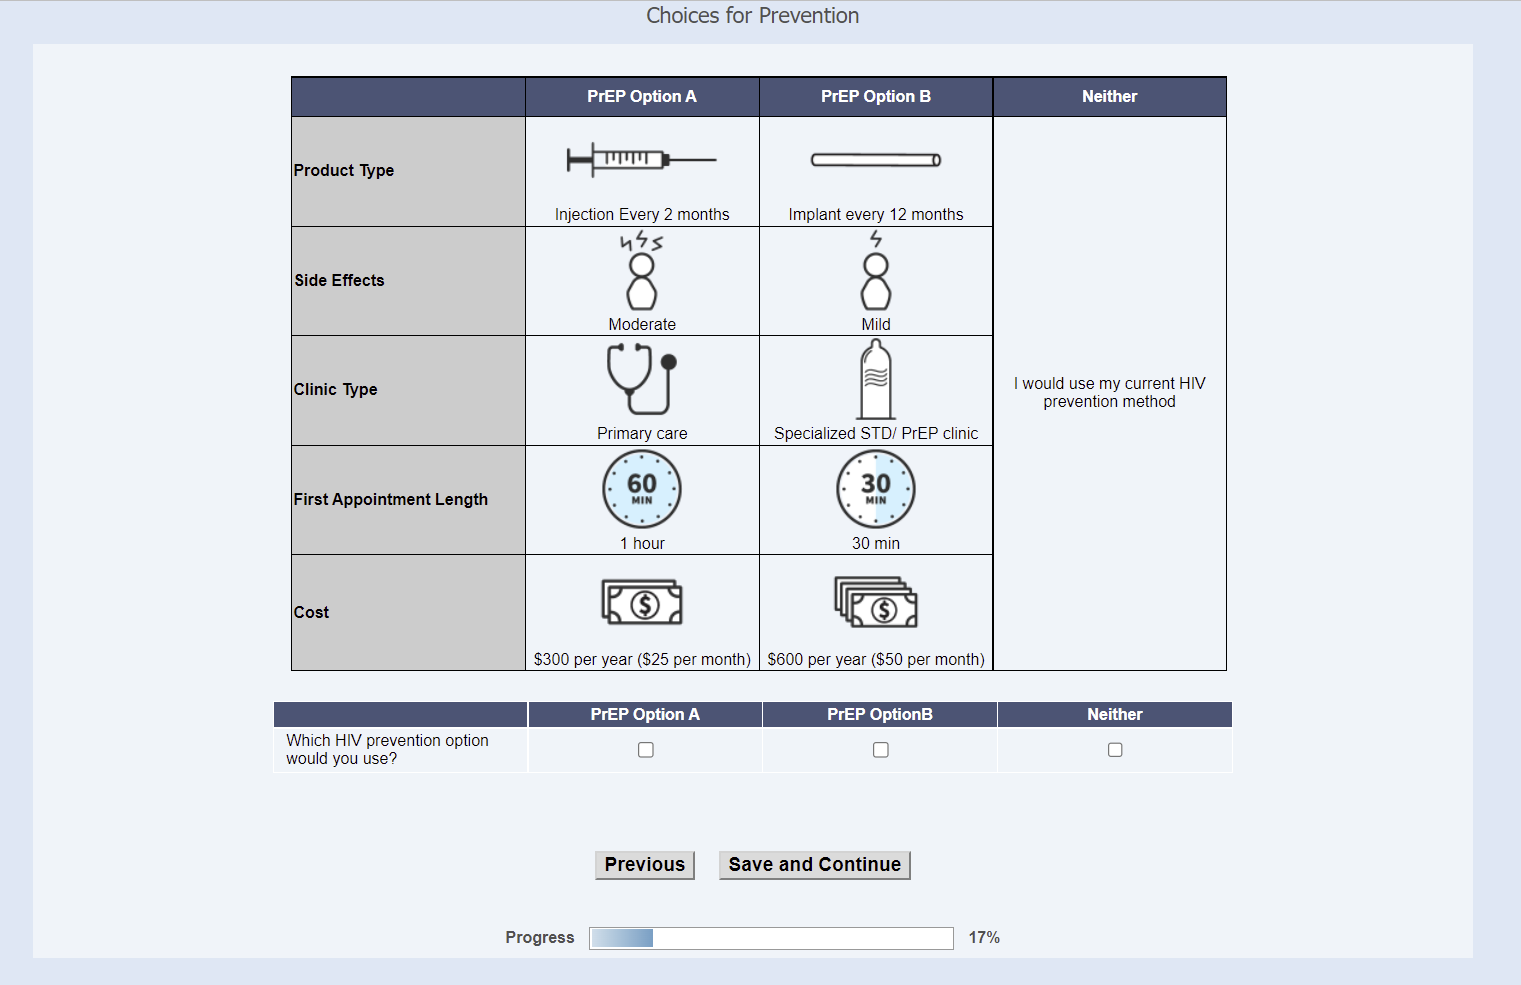 Choices for Prevention
PrEP Option A
PrEP Option B
Neither
Product Type
Injection Every 2 months
Implant every 12 months
Side Effects
Moderate
Mild
I would use my current HIV
prevention method
Clinic Type
Primary care
Specialized STD/ PrEP clinic
First Appointment Length
60
MIN
1 hour
30
MIN
30 min
Cost
$
$300 per year ($25 per month)
$
$600 per year ($50 per month)
PrEP Option A
PrEP OptionB
Neither
Which HIV prevention option
would you use?
Previous
Save and Continue
Progress
17%